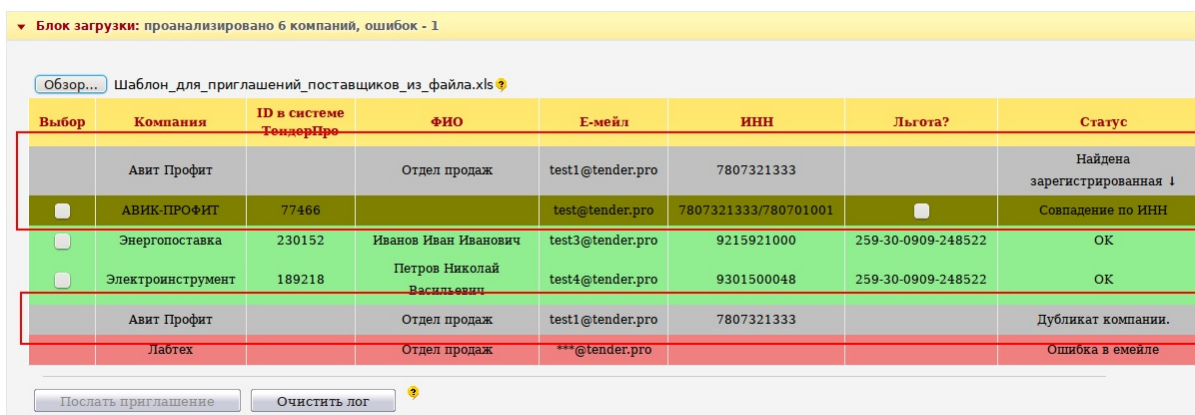 Блок загрузки: проанализировано 6 компаний, ошибок - 1
Обзор... Шаблон_для_приглашений_поставщиков_из_файла.xls ?
Выбор Компания ID в системе ТендерПро ФИО Е-мейл ИНН Льгота? Статус
Авит Профит Отдел продаж test1@tender.pro 7807321333 Найдена зарегистрированная ↓
АВИК-ПРОФИТ 77466 test@tender.pro 7807321333/780701001 Совпадение по ИНН
Энергопоставка 230152 Иванов Иван Иванович test3@tender.pro 9215921000 259-30-0909-248522 OK
Электроинструмент 189218 Петров Николай Васильевич test4@tender.pro 9301500048 259-30-0909-248522 OK
Авит Профит Отдел продаж test1@tender.pro 7807321333 Дубликат компании.
Лабтех Отдел продаж ***@tender.pro Ошибка в емейле
Послать приглашение Очистить лог ?